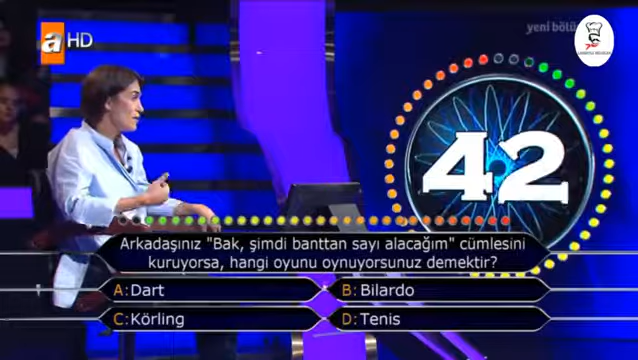 a HD
yeni bölü
42
Arkadaşınız "Bak, şimdi banttan sayı alacağım" cümlesini
kuruyorsa, hangi oyunu oynuyorsunuz demektir?
A: Dart
B: Bilardo
C: Körling
D: Tenis